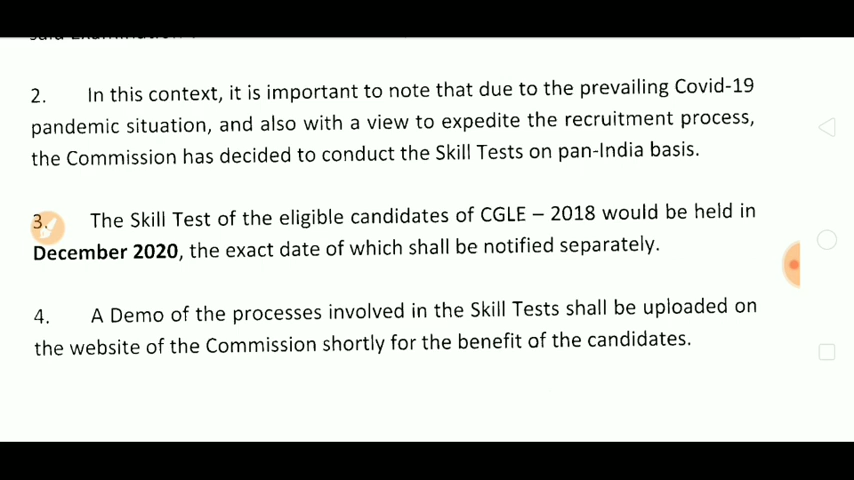 2. In this context, it is important to note that due to the prevailing Covid-19
pandemic situation, and also with a view to expedite the recruitment process,
the Commission has decided to conduct the Skill Tests on pan-India basis.
3. The Skill Test of the eligible candidates of CGLE – 2018 would be held in
December 2020, the exact date of which shall be notified separately.
4. A Demo of the processes involved in the Skill Tests shall be uploaded on
the website of the Commission shortly for the benefit of the candidates.